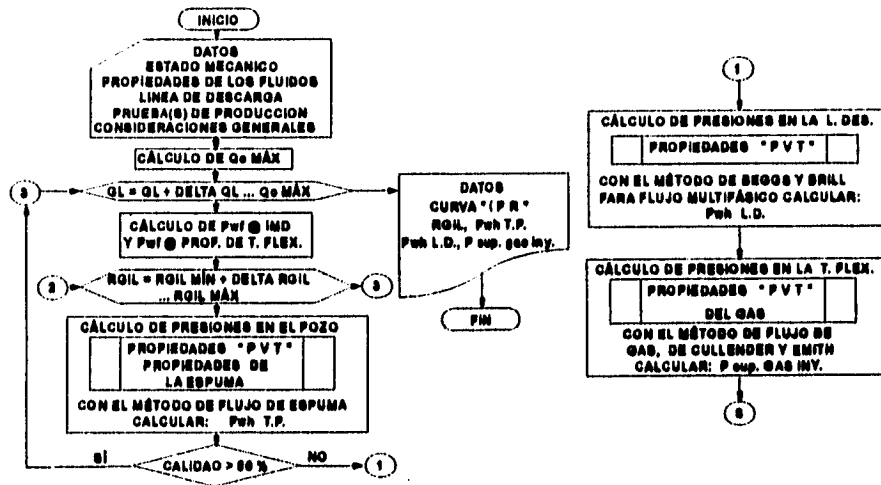 INICIO
DATOS
ESTADO MECANICO
PROPIEDADES DE LOS FLUIDOS
LINEA DE DESCARGA
PRUEBA(S) DE PRODUCCION
CONSIDERACIONES GENERALES
CÁLCULO DE Qo MÁX
3
QL = QL + DELTA QL ... Qo MÁX
CÁLCULO DE Pwf @ IMD
Y Pwf @ PROF. DE T. FLEX.
2
RGIL = RGIL MÍN + DELTA RGIL
... RGIL MÁX
3
CÁLCULO DE PRESIONES EN EL POZO
PROPIEDADES "PVT"
PROPIEDADES DE
LA ESPUMA
CON EL MÉTODO DE FLUJO DE ESPUMA
CALCULAR: Pwh T.P.
SÍ
CALIDAD > 50 %
NO
1
DATOS
CURVA "IPR"
RGIL, Pwh T.P.
Pwh L.D., P sup. gas iny.
FIN
1
CÁLCULO DE PRESIONES EN LA L. DES.
PROPIEDADES "PVT"
CON EL MÉTODO DE BEGGS Y BRILL
PARA FLUJO MULTIFÁSICO CALCULAR:
Pwh L.D.
CÁLCULO DE PRESIONES EN LA T. FLEX.
PROPIEDADES "PVT"
DEL GAS
CON EL MÉTODO DE FLUJO DE
GAS, DE CULLENDER Y SMITH
CALCULAR: P sup. GAS INY.